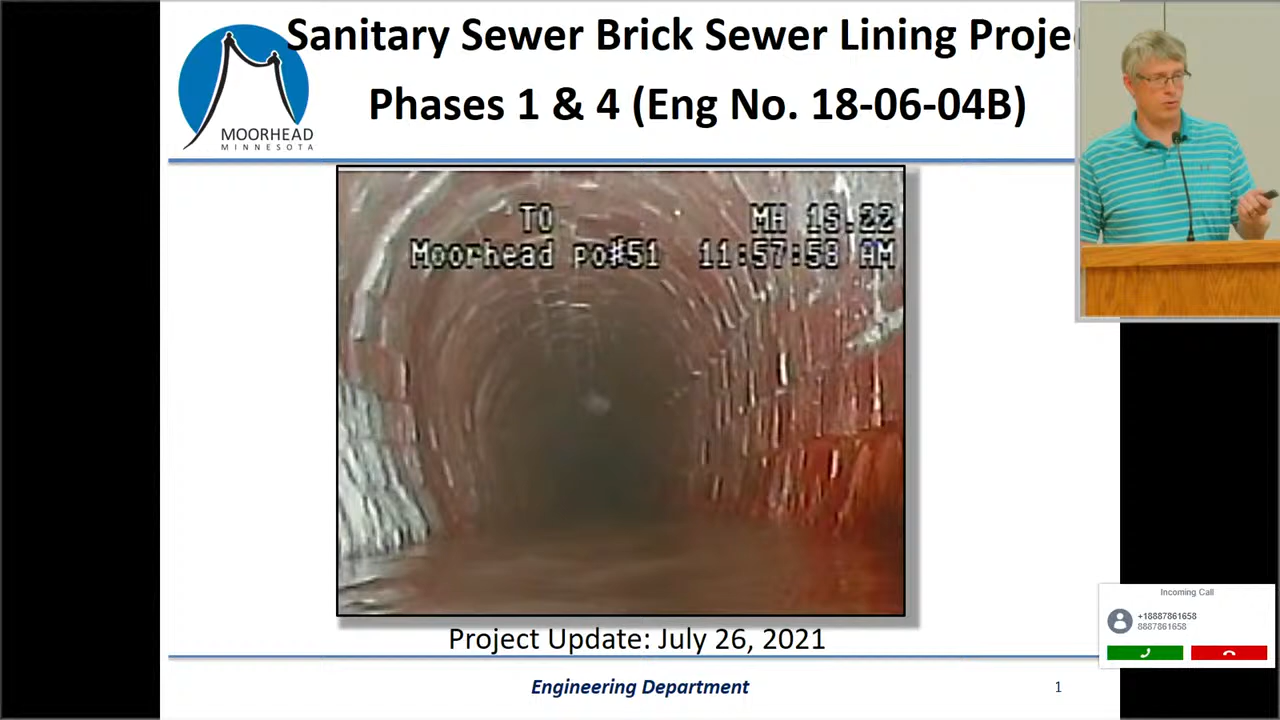 Sanitary Sewer Brick Sewer Lining Proje
Phases 1 & 4 (Eng No. 18-06-04B)
MOORHEAD
MINNESOTA
TO MH 15.22
Moorhead po#51 11:57:58 AM
Project Update: July 26, 2021
Engineering Department
1
Incoming Call
+18887861658
8887861658